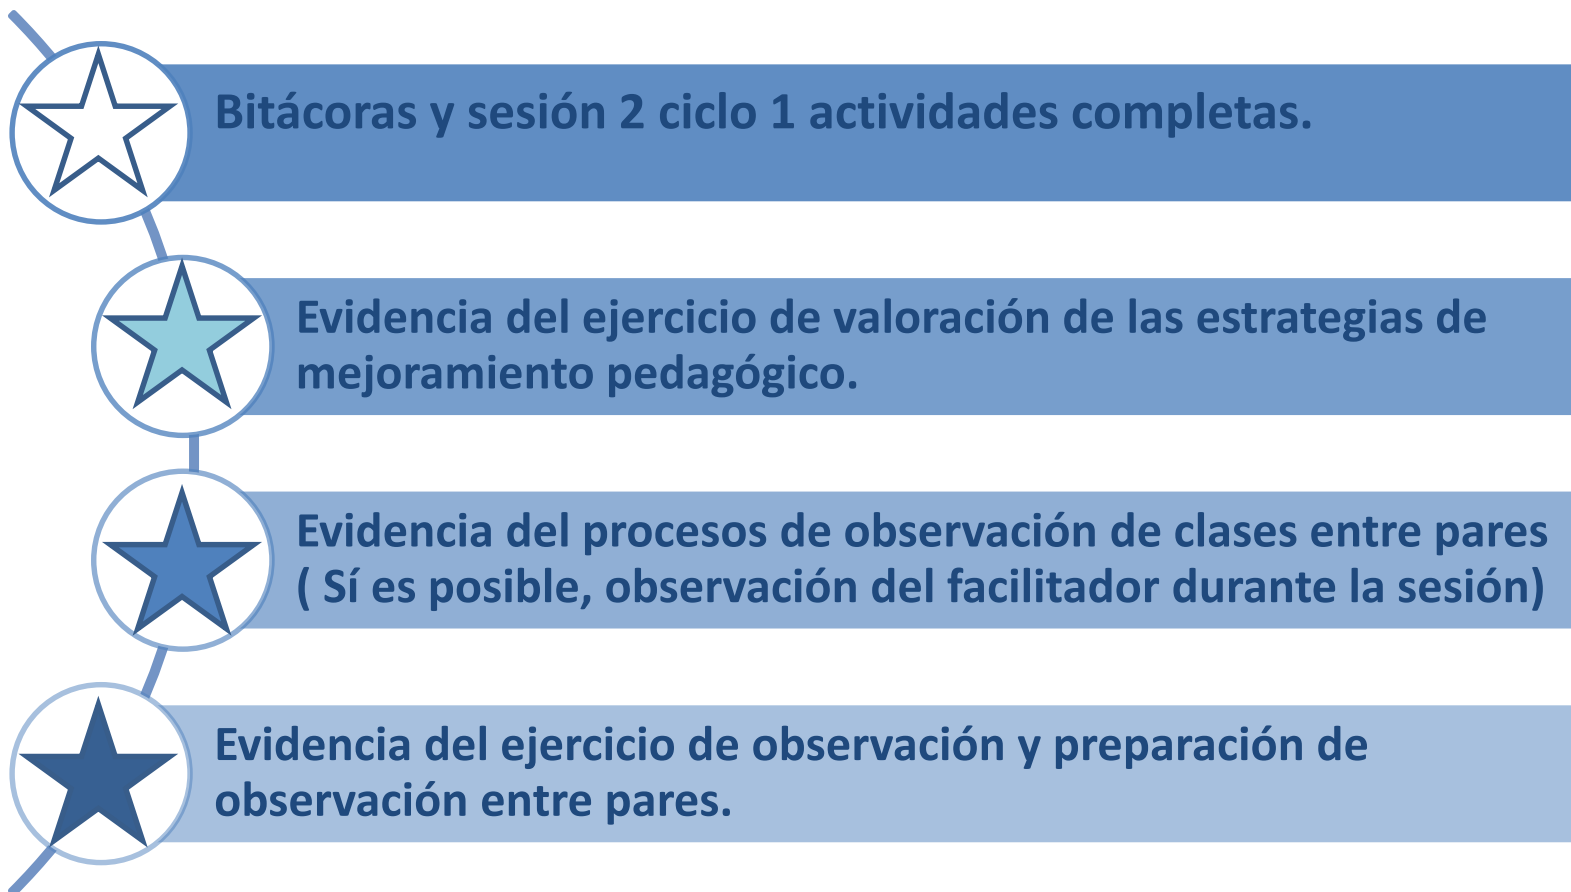 Bitácoras y sesión 2 ciclo 1 actividades completas.
Evidencia del ejercicio de valoración de las estrategias de
mejoramiento pedagógico.
Evidencia del procesos de observación de clases entre pares
( Sí es posible, observación del facilitador durante la sesión)
Evidencia del ejercicio de observación y preparación de
observación entre pares.